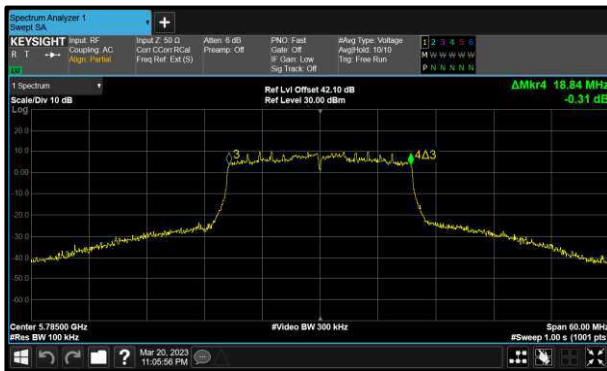 Spectrum Analyzer 1
Swept SA
KEYSIGHT
R T
Input: RF
Coupling: AC
Align: Partial
Input Z: 50 Ω
Corr CCorr RCal
Freq Ref: Ext (S)
Atten: 6 dB
Preamp: Off
PNO: Fast
Gate: Off
IF Gain: Low
Sig Track: Off
#Avg Type: Voltage
Avg|Hold: 10/10
Trig: Free Run
1 2 3 4 5 6
M W W W W W
P N N N N N
1 Spectrum
Scale/Div 10 dB
Ref Lvl Offset 42.10 dB
Ref Level 30.00 dBm
ΔMkr4 18.84 MHz
-0.31 dB
Log
20.0
10.0
0.00
-10.0
-20.0
-30.0
-40.0
-50.0
-60.0
3
4Δ3
Center 5.78500 GHz
#Res BW 100 kHz
#Video BW 300 kHz
Span 60.00 MHz
#Sweep 1.00 s (1001 pts)
?
Mar 20, 2023
11:05:56 PM